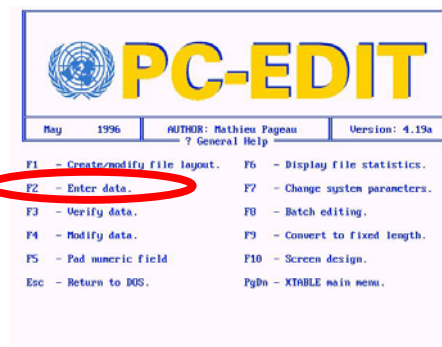 PC-EDIT
May 1996 AUTHOR: Mathieu Pageau Version: 4.19a
? General Help
F1 - Create/modify file layout. F6 - Display file statistics.
F2 - Enter data. F7 - Change system parameters.
F3 - Verify data. F8 - Batch editing.
F4 - Modify data. F9 - Convert to fixed length.
F5 - Pad numeric field F10 - Screen design.
Esc - Return to DOS. PgDn - XTABLE main menu.